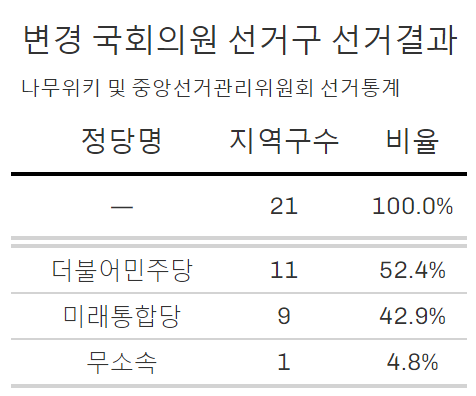 변경 국회의원 선거구 선거결과
나무위키 및 중앙선거관리위원회 선거통계
정당명 지역구수 비율
— 21 100.0%
더불어민주당 11 52.4%
미래통합당 9 42.9%
무소속 1 4.8%